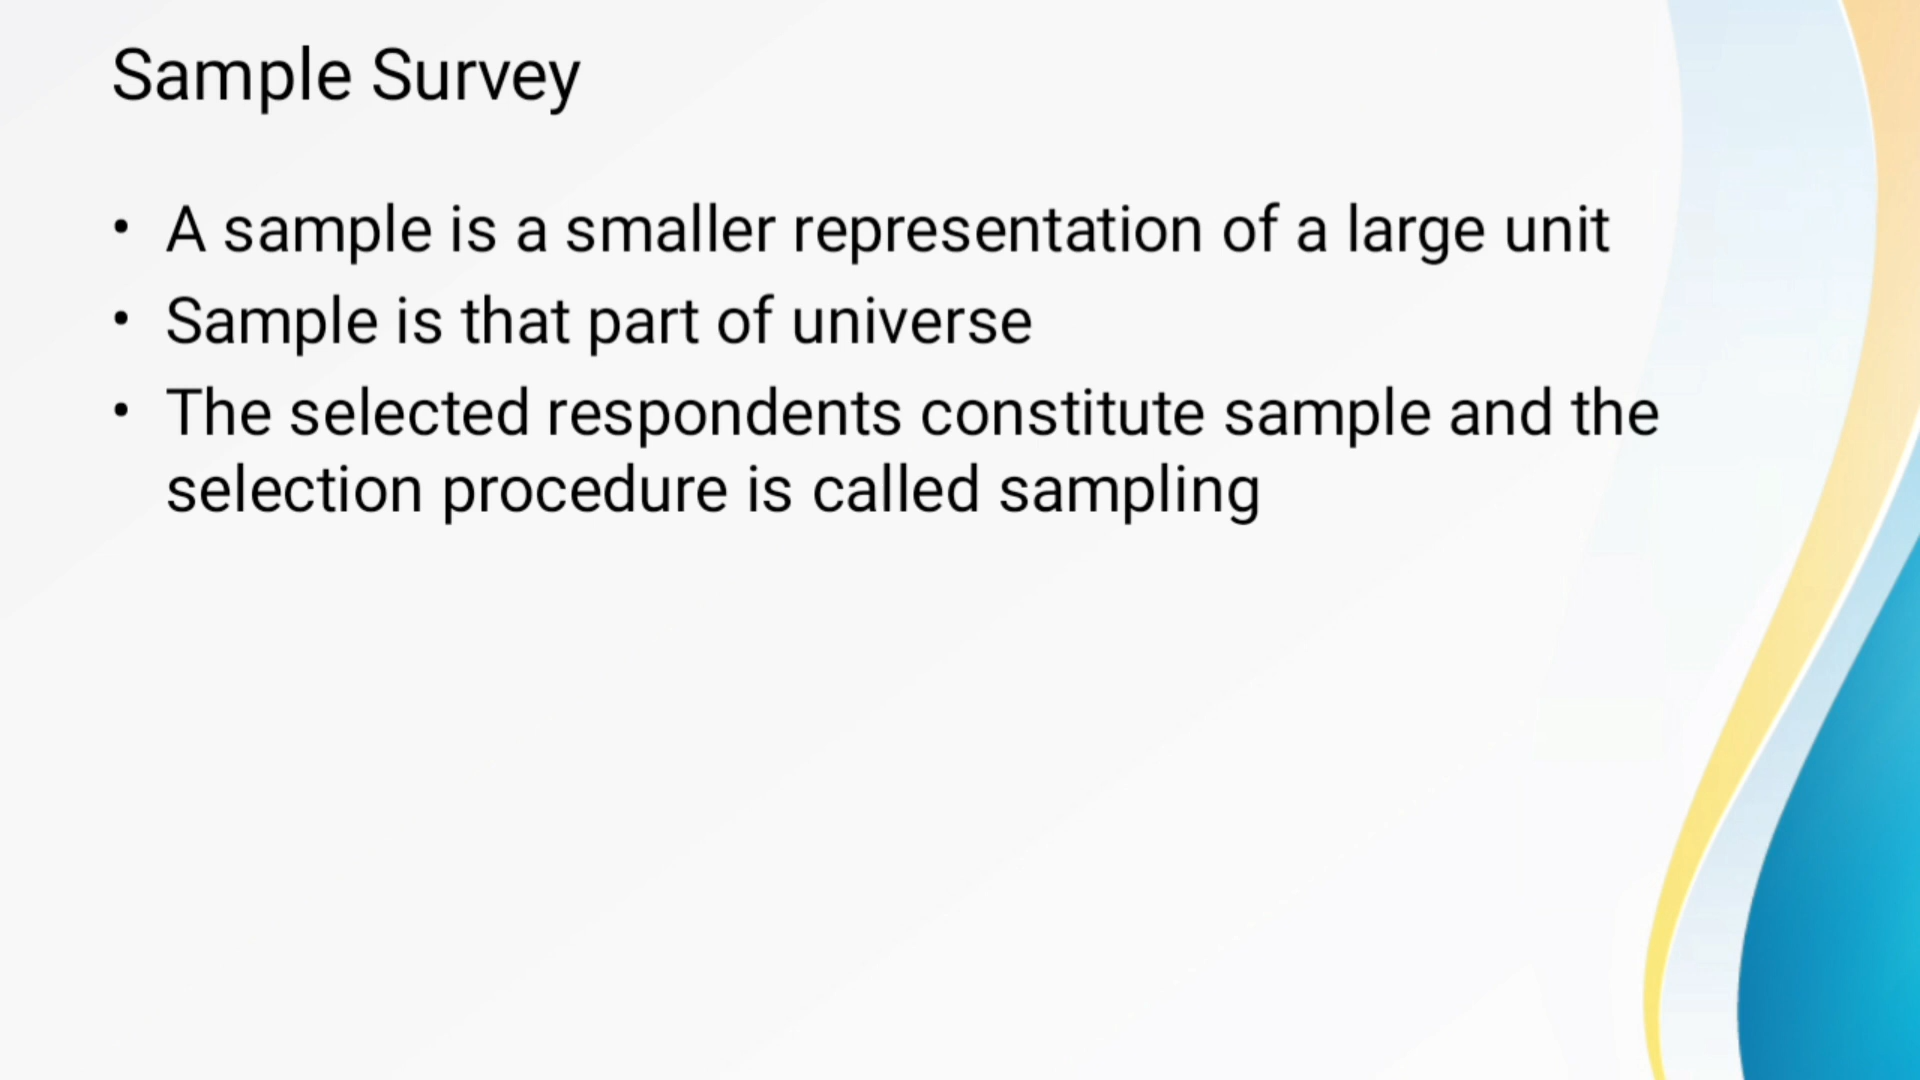 Sample Survey
• A sample is a smaller representation of a large unit
• Sample is that part of universe
• The selected respondents constitute sample and the
selection procedure is called sampling